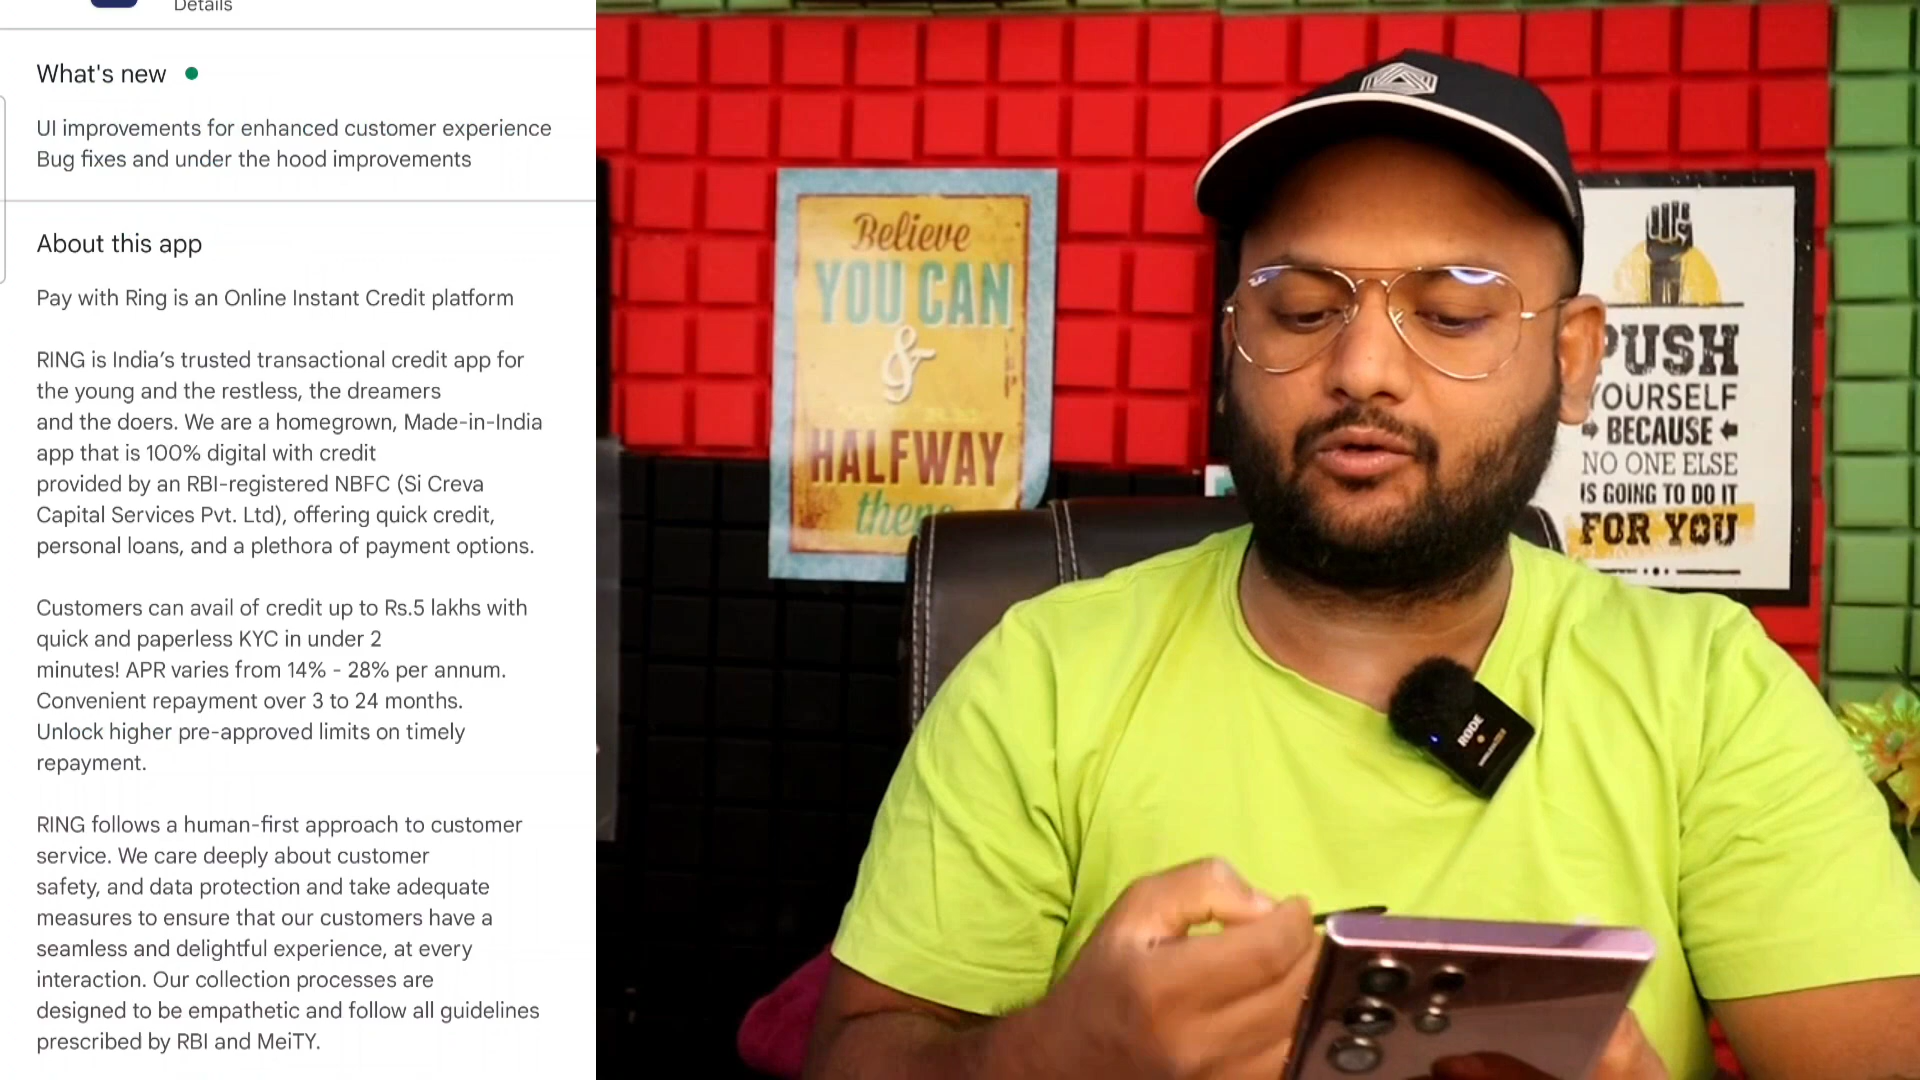 Details
What's new
UI improvements for enhanced customer experience
Bug fixes and under the hood improvements
About this app
Pay with Ring is an Online Instant Credit platform
RING is India's trusted transactional credit app for
the young and the restless, the dreamers
and the doers. We are a homegrown, Made-in-India
app that is 100% digital with credit
provided by an RBI-registered NBFC (Si Creva
Capital Services Pvt. Ltd), offering quick credit,
personal loans, and a plethora of payment options.
Customers can avail of credit up to Rs.5 lakhs with
quick and paperless KYC in under 2
minutes! APR varies from 14% - 28% per annum.
Convenient repayment over 3 to 24 months.
Unlock higher pre-approved limits on timely
repayment.
RING follows a human-first approach to customer
service. We care deeply about customer
safety, and data protection and take adequate
measures to ensure that our customers have a
seamless and delightful experience, at every
interaction. Our collection processes are
designed to be empathetic and follow all guidelines
prescribed by RBI and MeiTY.
Believe
YOU CAN
&
HALFWAY
there
PUSH
YOURSELF
BECAUSE
NO ONE ELSE
IS GOING TO DO IT
FOR YOU
RODE